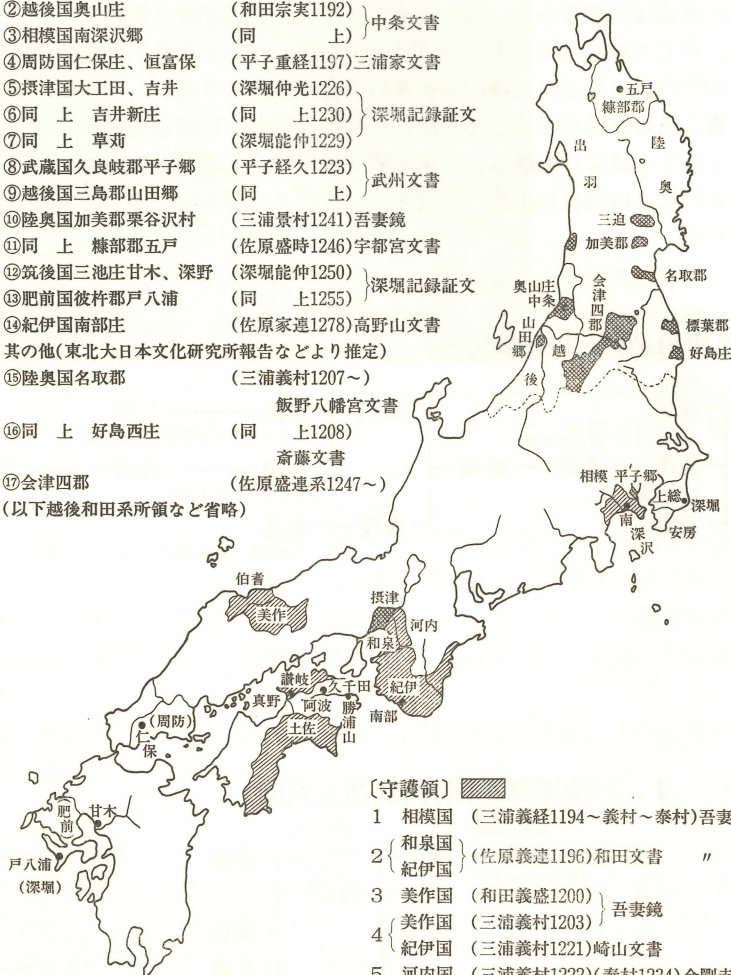 ②越後国奥山庄 (和田宗実1192)
③相模国南深沢郷 (同 上)
中条文書
④周防国仁保庄、恒富保 (平子重経1197)三浦家文書
⑤摂津国大工田、吉井 (深堀仲光1226)
⑥同 上 吉井新庄 (同 上1230)
⑦同 上 草苅 (深堀能仲1229)
深堀記録証文
⑧武蔵国久良岐郡平子郷 (平子経久1223)
⑨越後国三島郡山田郷 (同 上)
武州文書
⑩陸奥国加美郡栗谷沢村 (三浦景村1241)吾妻鏡
⑪同 上 糠部郡五戸 (佐原盛時1246)宇都宮文書
⑫筑後国三池庄甘木、深野 (深堀能仲1250)
⑬肥前国彼杵郡戸八浦 (同 上1255)
深堀記録証文
⑭紀伊国南部庄 (佐原家連1278)高野山文書
其の他(東北大日本文化研究所報告などより推定)
⑮陸奥国名取郡 (三浦義村1207~)
飯野八幡宮文書
⑯同 上 好島西庄 (同 上1208)
斎藤文書
⑰会津四郡 (佐原盛連系1247~)
(以下越後和田系所領など省略)
五戸
糠部郡
出羽
陸奥
三迫
加美郡
名取郡
奥山庄
中条
会津四郡
山田郷
越後
標葉郡
好島庄
相模
平子郷
上総
深堀
南深沢
安房
伯耆
美作
摂津
河内
和泉
讃岐
久千田
真野
阿波
勝浦山
紀伊
南部
土佐
(周防)
仁保
肥前
甘木
戸八浦
(深堀)
〔守護領〕
1 相模国 (三浦義経1194~義村~泰村)吾妻
2 和泉国
紀伊国
(佐原義連1196)和田文書 〃
3 美作国 (和田義盛1200)
4 美作国 (三浦義村1203)
吾妻鏡
紀伊国 (三浦義村1221)崎山文書
5 河内国 (三浦義村1222)(泰村1234)